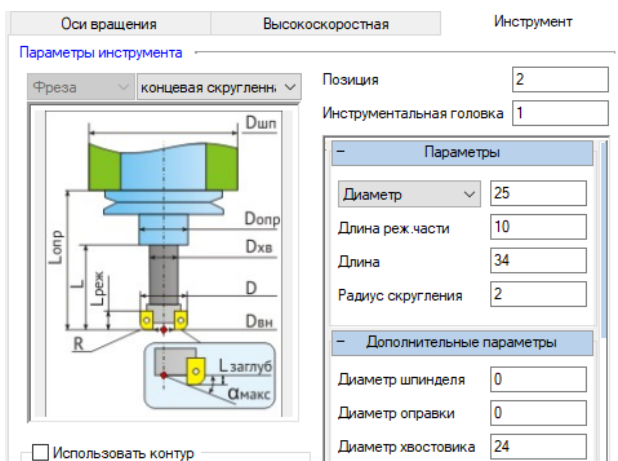 Оси вращения
Высокоскоростная
Инструмент
Параметры инструмента
Фреза
концевая скругленн
Dшп
Dопр
Dхв
D
Dвн
Lопр
L
Lреж
R
Lзаглуб
αмакс
Использовать контур
Позиция 2
Инструментальная головка 1
− Параметры
Диаметр 25
Длина реж.части 10
Длина 34
Радиус скругления 2
− Дополнительные параметры
Диаметр шпинделя 0
Диаметр оправки 0
Диаметр хвостовика 24